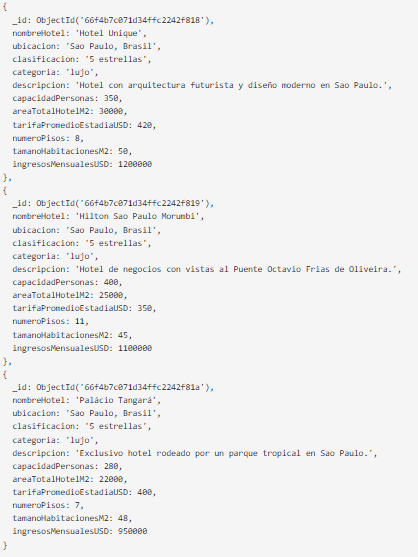 {
_id: ObjectId('66f4b7c071d34ffc2242f818'),
nombreHotel: 'Hotel Unique',
ubicacion: 'Sao Paulo, Brasil',
clasificacion: '5 estrellas',
categoria: 'lujo',
descripcion: 'Hotel con arquitectura futurista y diseño moderno en Sao Paulo.',
capacidadPersonas: 350,
areaTotalHotelM2: 30000,
tarifaPromedioEstadiaUSD: 420,
numeroPisos: 8,
tamanoHabitacionesM2: 50,
ingresosMensualesUSD: 1200000
},
{
_id: ObjectId('66f4b7c071d34ffc2242f819'),
nombreHotel: 'Hilton Sao Paulo Morumbi',
ubicacion: 'Sao Paulo, Brasil',
clasificacion: '5 estrellas',
categoria: 'lujo',
descripcion: 'Hotel de negocios con vistas al Puente Octavio Frias de Oliveira.',
capacidadPersonas: 400,
areaTotalHotelM2: 25000,
tarifaPromedioEstadiaUSD: 350,
numeroPisos: 11,
tamanoHabitacionesM2: 45,
ingresosMensualesUSD: 1100000
},
{
_id: ObjectId('66f4b7c071d34ffc2242f81a'),
nombreHotel: 'Palácio Tangará',
ubicacion: 'Sao Paulo, Brasil',
clasificacion: '5 estrellas',
categoria: 'lujo',
descripcion: 'Exclusivo hotel rodeado por un parque tropical en Sao Paulo.',
capacidadPersonas: 280,
areaTotalHotelM2: 22000,
tarifaPromedioEstadiaUSD: 400,
numeroPisos: 7,
tamanoHabitacionesM2: 48,
ingresosMensualesUSD: 950000
}